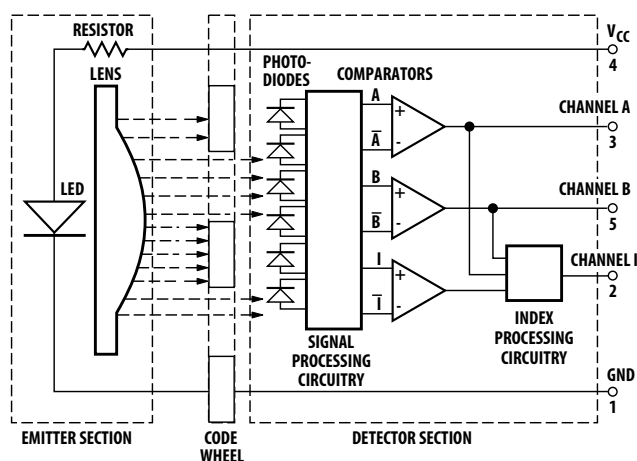 RESISTOR
LENS
LED
PHOTO-
DIODES
COMPARATORS
A
+
A̅
-
B
+
B̅
-
I
+
I̅
-
SIGNAL
PROCESSING
CIRCUITRY
INDEX
PROCESSING
CIRCUITRY
VCC
4
CHANNEL A
3
CHANNEL B
5
CHANNEL I
2
GND
1
EMITTER SECTION
CODE
WHEEL
DETECTOR SECTION